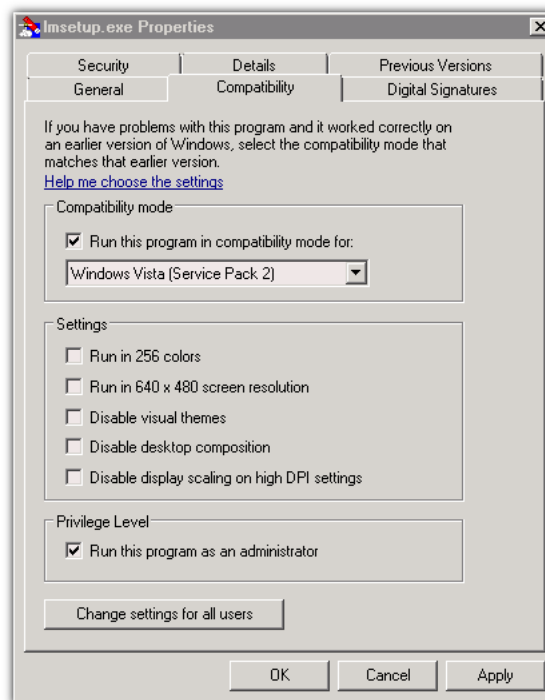 lmsetup.exe Properties
Security Details Previous Versions
General Compatibility Digital Signatures
If you have problems with this program and it worked correctly on
an earlier version of Windows, select the compatibility mode that
matches that earlier version.
Help me choose the settings
Compatibility mode
Run this program in compatibility mode for:
Windows Vista (Service Pack 2)
Settings
Run in 256 colors
Run in 640 x 480 screen resolution
Disable visual themes
Disable desktop composition
Disable display scaling on high DPI settings
Privilege Level
Run this program as an administrator
Change settings for all users
OK Cancel Apply